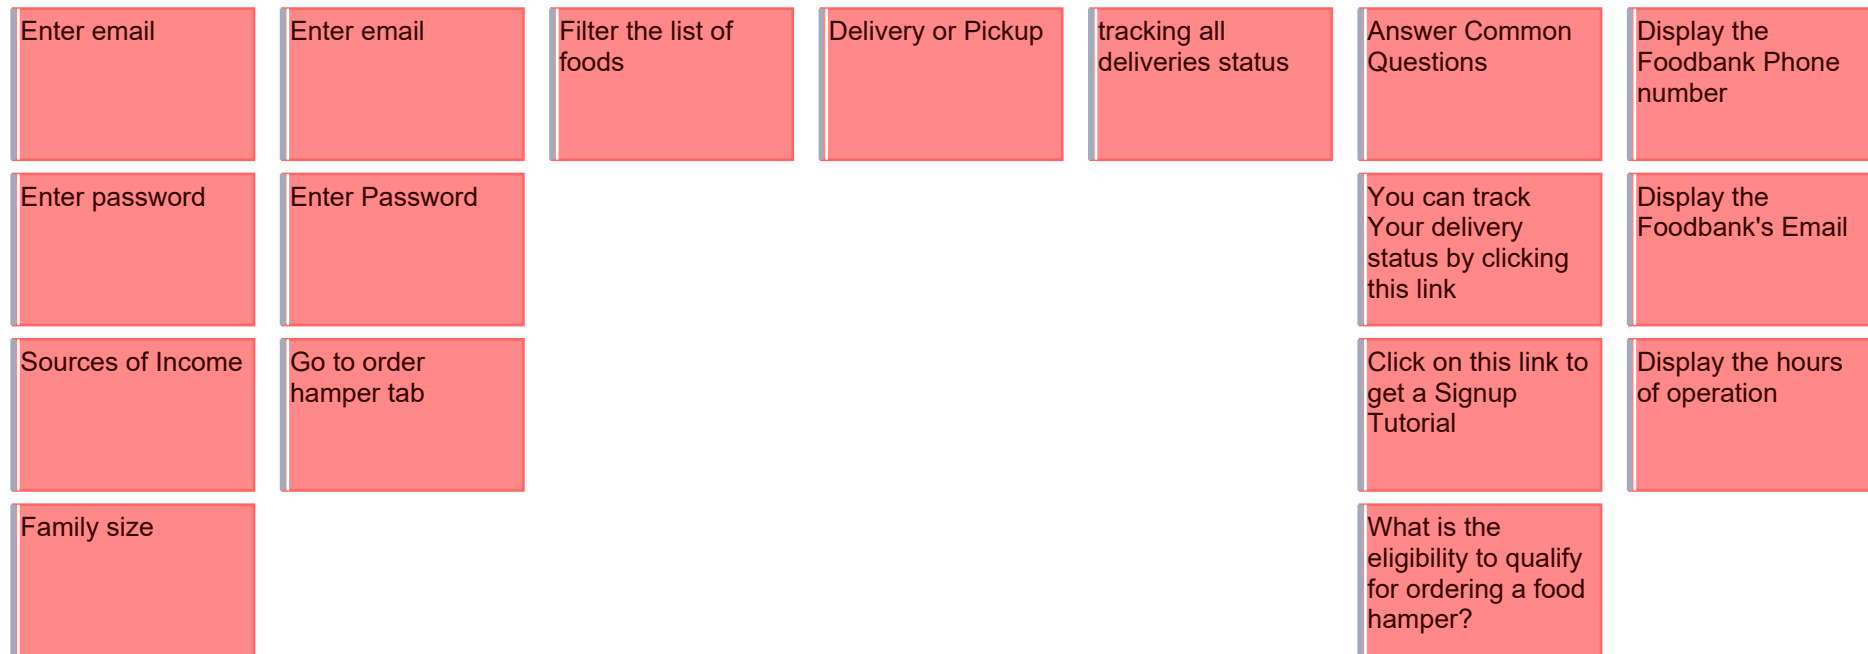 Enter email
Enter email
Filter the list of
foods
Delivery or Pickup
tracking all
deliveries status
Answer Common
Questions
Display the
Foodbank Phone
number
Enter password
Enter Password
You can track
Your delivery
status by clicking
this link
Display the
Foodbank's Email
Sources of Income
Go to order
hamper tab
Click on this link to
get a Signup
Tutorial
Display the hours
of operation
Family size
What is the
eligibility to qualify
for ordering a food
hamper?